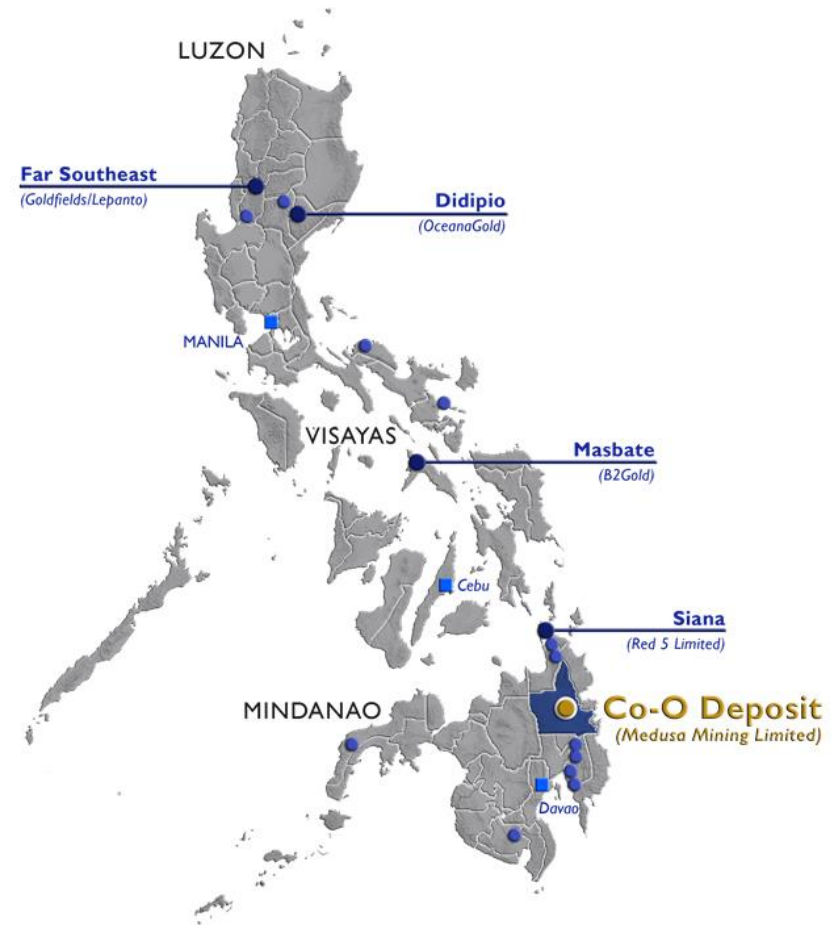 LUZON
Far Southeast
(Goldfields/Lepanto)
Didipio
(OceanaGold)
MANILA
VISAYAS
Masbate
(B2Gold)
Cebu
Siana
(Red 5 Limited)
MINDANAO
Co-O Deposit
(Medusa Mining Limited)
Davao